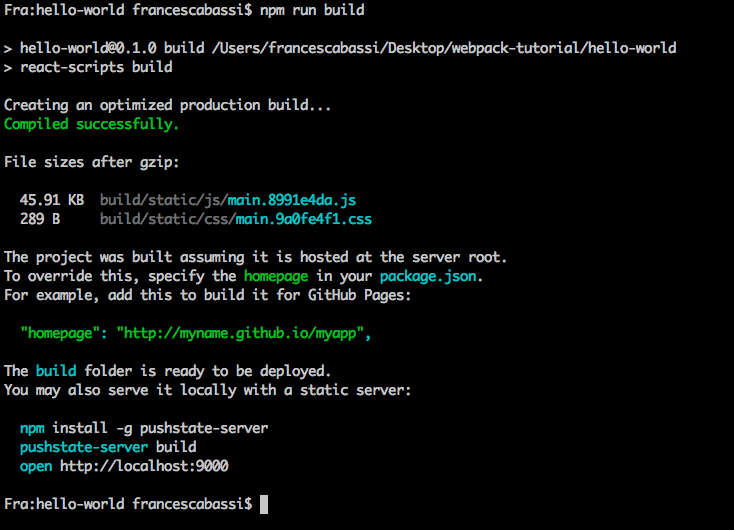 Fra:hello-world francescabassi$ npm run build
> hello-world@0.1.0 build /Users/francescabassi/Desktop/webpack-tutorial/hello-world
> react-scripts build
Creating an optimized production build...
Compiled successfully.
File sizes after gzip:
45.91 KB  build/static/js/main.8991e4da.js
289 B     build/static/css/main.9a0fe4f1.css
The project was built assuming it is hosted at the server root.
To override this, specify the homepage in your package.json.
For example, add this to build it for GitHub Pages:
"homepage": "http://myname.github.io/myapp",
The build folder is ready to be deployed.
You may also serve it locally with a static server:
npm install -g pushstate-server
pushstate-server build
open http://localhost:9000
Fra:hello-world francescabassi$